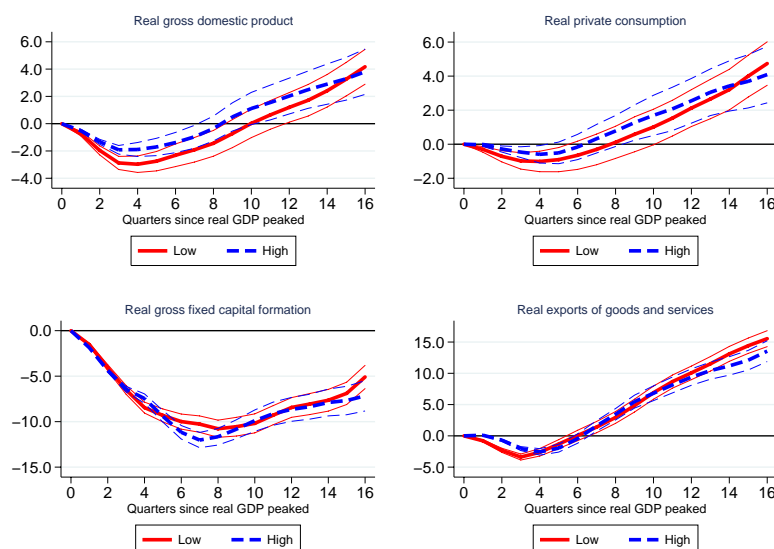 Real gross domestic product
6.0
4.0
2.0
0.0
−2.0
−4.0
0 2 4 6 8 10 12 14 16
Quarters since real GDP peaked
Low High
Real private consumption
6.0
4.0
2.0
0.0
−2.0
0 2 4 6 8 10 12 14 16
Quarters since real GDP peaked
Low High
Real gross fixed capital formation
0.0
−5.0
−10.0
−15.0
0 2 4 6 8 10 12 14 16
Quarters since real GDP peaked
Low High
Real exports of goods and services
15.0
10.0
5.0
0.0
−5.0
0 2 4 6 8 10 12 14 16
Quarters since real GDP peaked
Low High